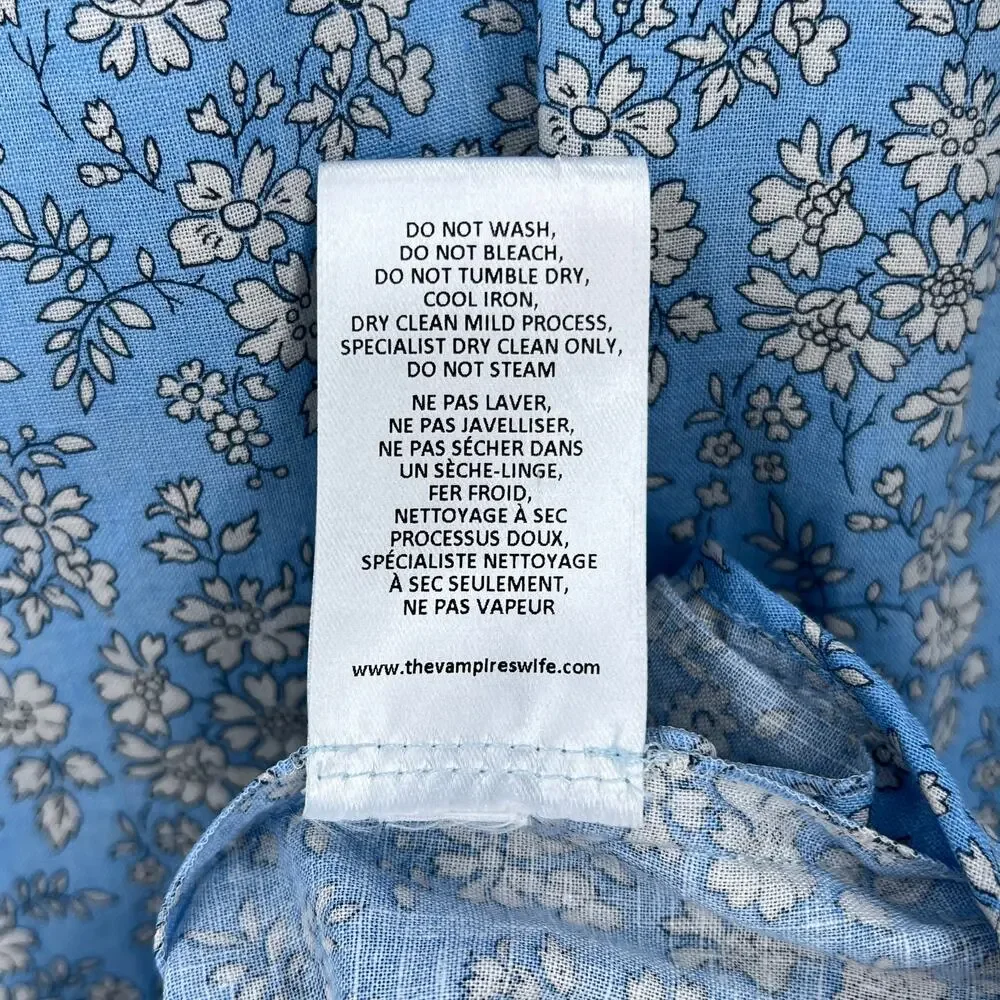 DO NOT WASH,
DO NOT BLEACH,
DO NOT TUMBLE DRY,
COOL IRON,
DRY CLEAN MILD PROCESS,
SPECIALIST DRY CLEAN ONLY,
DO NOT STEAM
NE PAS LAVER,
NE PAS JAVELLISER,
NE PAS SÉCHER DANS
UN SÈCHE-LINGE,
FER FROID,
NETTOYAGE À SEC
PROCESSUS DOUX,
SPÉCIALISTE NETTOYAGE
À SEC SEULEMENT,
NE PAS VAPEUR
www.thevampireswife.com